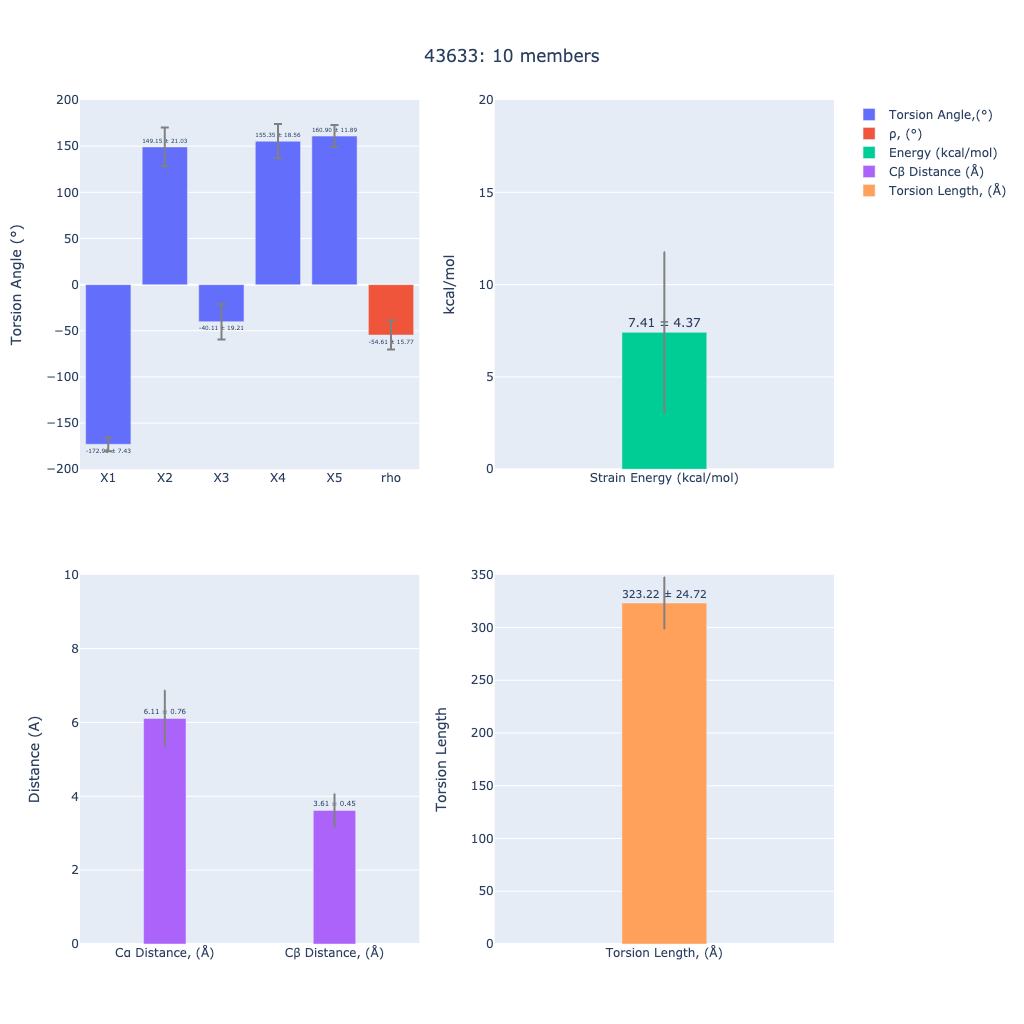 43633: 10 members
Torsion Angle (°)
200
150
100
50
0
−50
−100
−150
−200
149.15 ± 21.03
155.35 ± 18.56
160.90 ± 11.89
-40.11 ± 19.21
-54.61 ± 15.77
X1
X2
X3
X4
X5
rho
kcal/mol
20
15
10
5
0
7.41 ± 4.37
Strain Energy (kcal/mol)
Torsion Angle,(°)
ρ, (°)
Energy (kcal/mol)
Cβ Distance (Å)
Torsion Length, (Å)
Distance (A)
10
8
6
4
2
0
6.11 ± 0.76
3.61 ± 0.45
Cα Distance, (Å)
Cβ Distance, (Å)
Torsion Length
350
300
250
200
150
100
50
0
323.22 ± 24.72
Torsion Length, (Å)